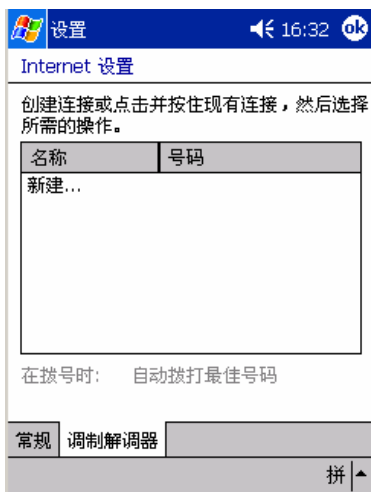 设置 16:32 ok
Internet 设置
创建连接或点击并按住现有连接，然后选择
所需的操作。
名称 号码
新建...
在拨号时: 自动拨打最佳号码
常规 调制解调器
拼